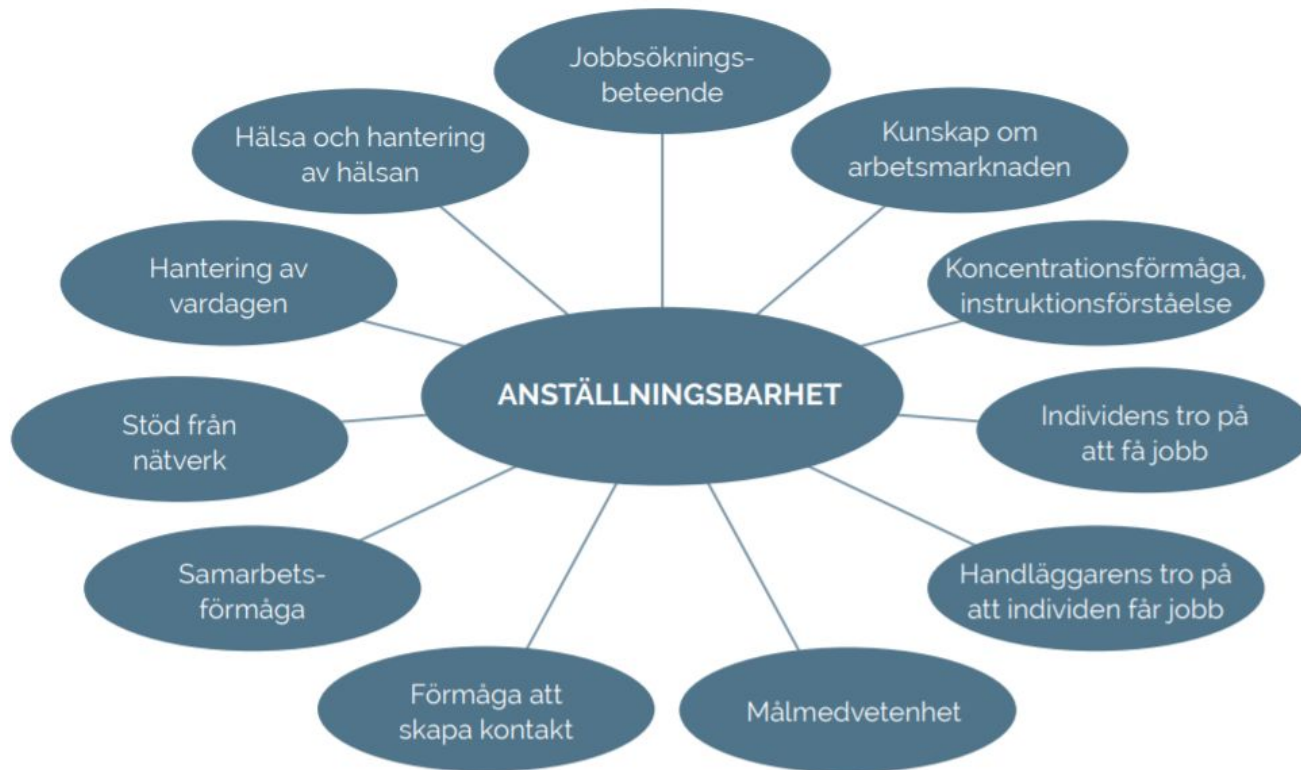 Jobbsöknings-
beteende
Hälsa och hantering
av hälsan
Kunskap om
arbetsmarknaden
Hantering av
vardagen
Koncentrationsförmåga,
instruktionsförståelse
ANSTÄLLNINGSBARHET
Stöd från
nätverk
Individens tro på
att få jobb
Samarbets-
förmåga
Handläggarens tro på
att individen får jobb
Förmåga att
skapa kontakt
Målmedvetenhet